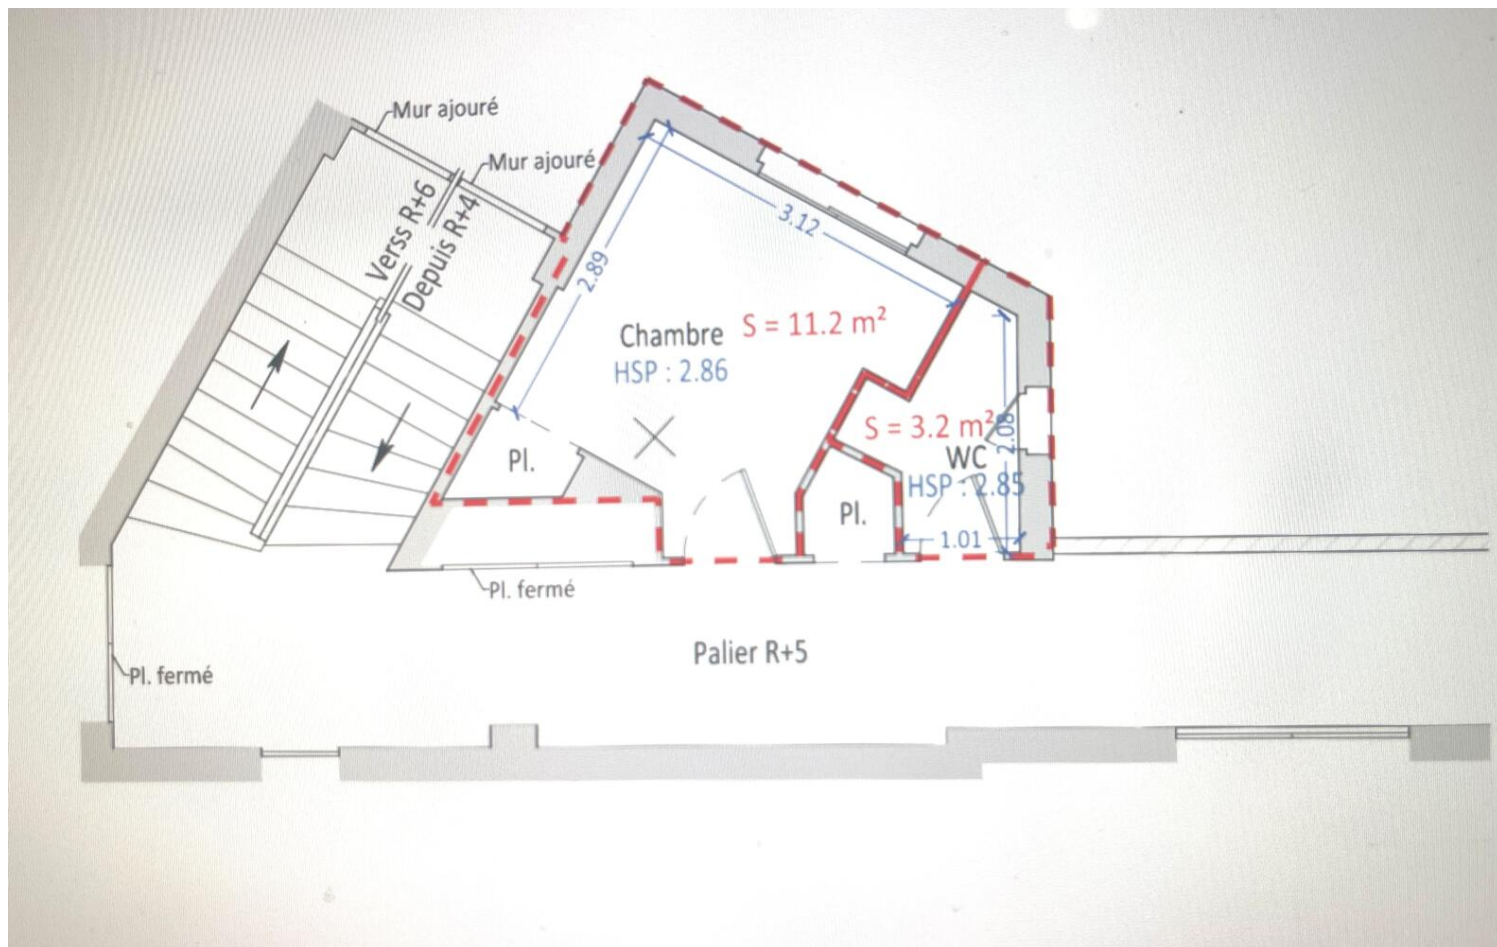 Mur ajouré
Mur ajouré
Verss R+6
Depuis R+4
3.12
2.89
Chambre
S = 11.2 m²
HSP : 2.86
S = 3.2 m²
2.08
WC
HSP : 2.85
Pl.
Pl.
1.01
Pl. fermé
Palier R+5
Pl. fermé